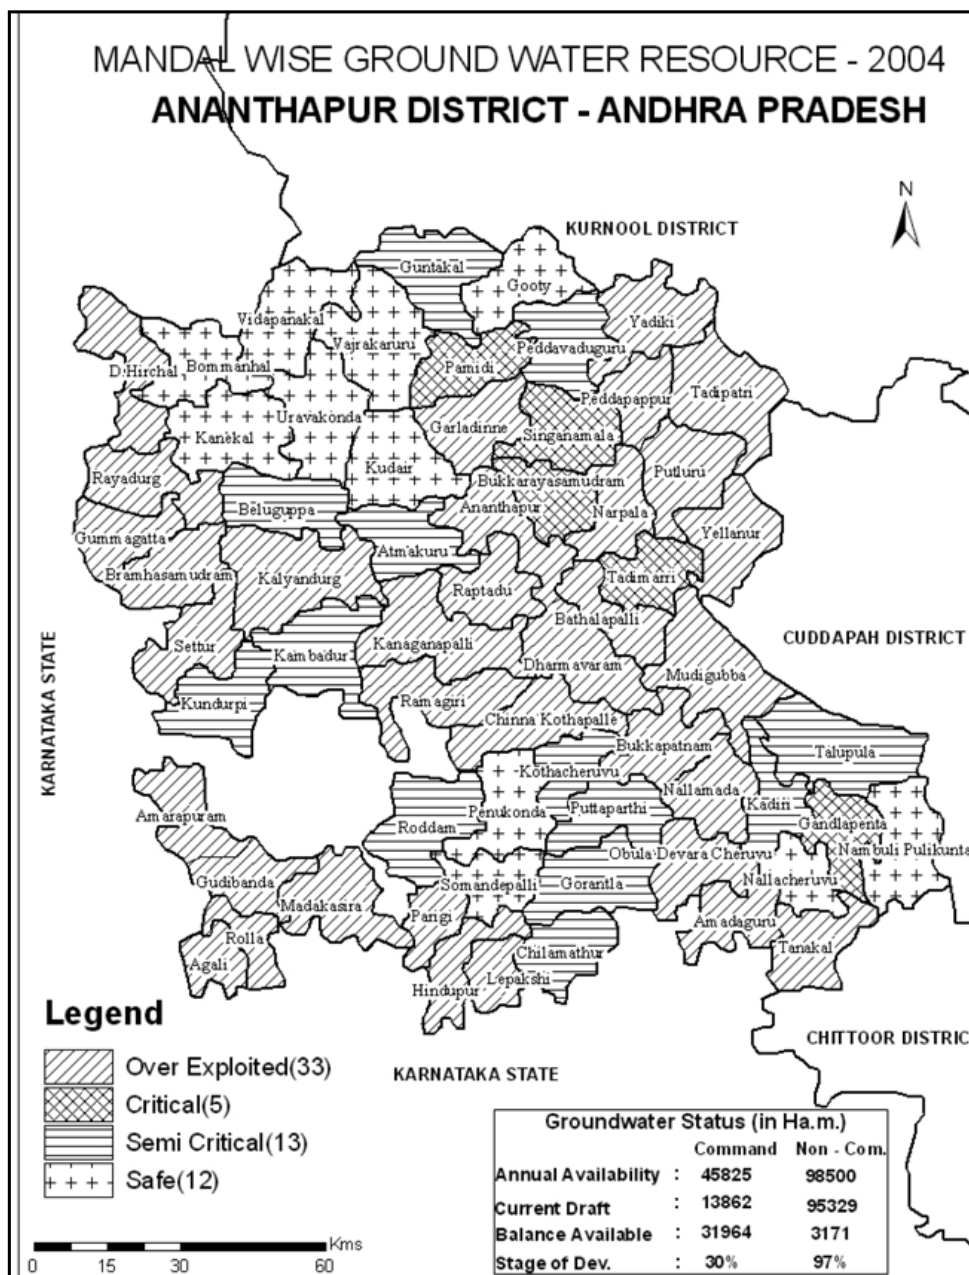 MANDAL WISE GROUND WATER RESOURCE - 2004
ANANTHAPUR DISTRICT - ANDHRA PRADESH
N
KURNOOL DISTRICT
Guntakal
Gooty
Vidapanakal
Yadiki
Vajrakaruru
Peddavaduguru
D.Hirchal
Bommanhal
Pamidi
Peddapappur
Tadipatri
Uravakonda
Garladinne
Kanekal
Singanamala
Kudair
Putluru
Rayadurg
Bukkarayasamudram
Beluguppa
Ananthapur
Narpala
Gummagatta
Yellanur
Atmakuru
Bramhasamudram
Kalyandurg
Tadimarri
Raptadu
Bathalapalli
CUDDAPAH DISTRICT
Settur
Kanaganapalli
Kambadur
Dharmavaram
Mudigubba
KARNATAKA STATE
Kundurpi
Ramagiri
Chinna Kothapalle
Bukkapatnam
Talupula
Kothacheruvu
Nallamada
Kadiri
Amarapuram
Penukonda
Puttaparthi
Gandlapenta
Roddam
Nambuli Pulikunta
Obula Devara Cheruvu
Gudibanda
Somandepalli
Gorantla
Nallacheruvu
Madakasira
Parigi
Amadaguru
Rolla
Tanakal
Chilamathur
Agali
Lepakshi
Hindupur
Legend
CHITTOOR DISTRIC
Over Exploited(33)
KARNATAKA STATE
Critical(5)
Semi Critical(13)
Safe(12)
Groundwater Status (in Ha.m.)
Command Non - Com.
Annual Availability : 45825 98500
Current Draft : 13862 95329
Balance Available : 31964 3171
Stage of Dev. : 30% 97%
Kms
0 15 30 60